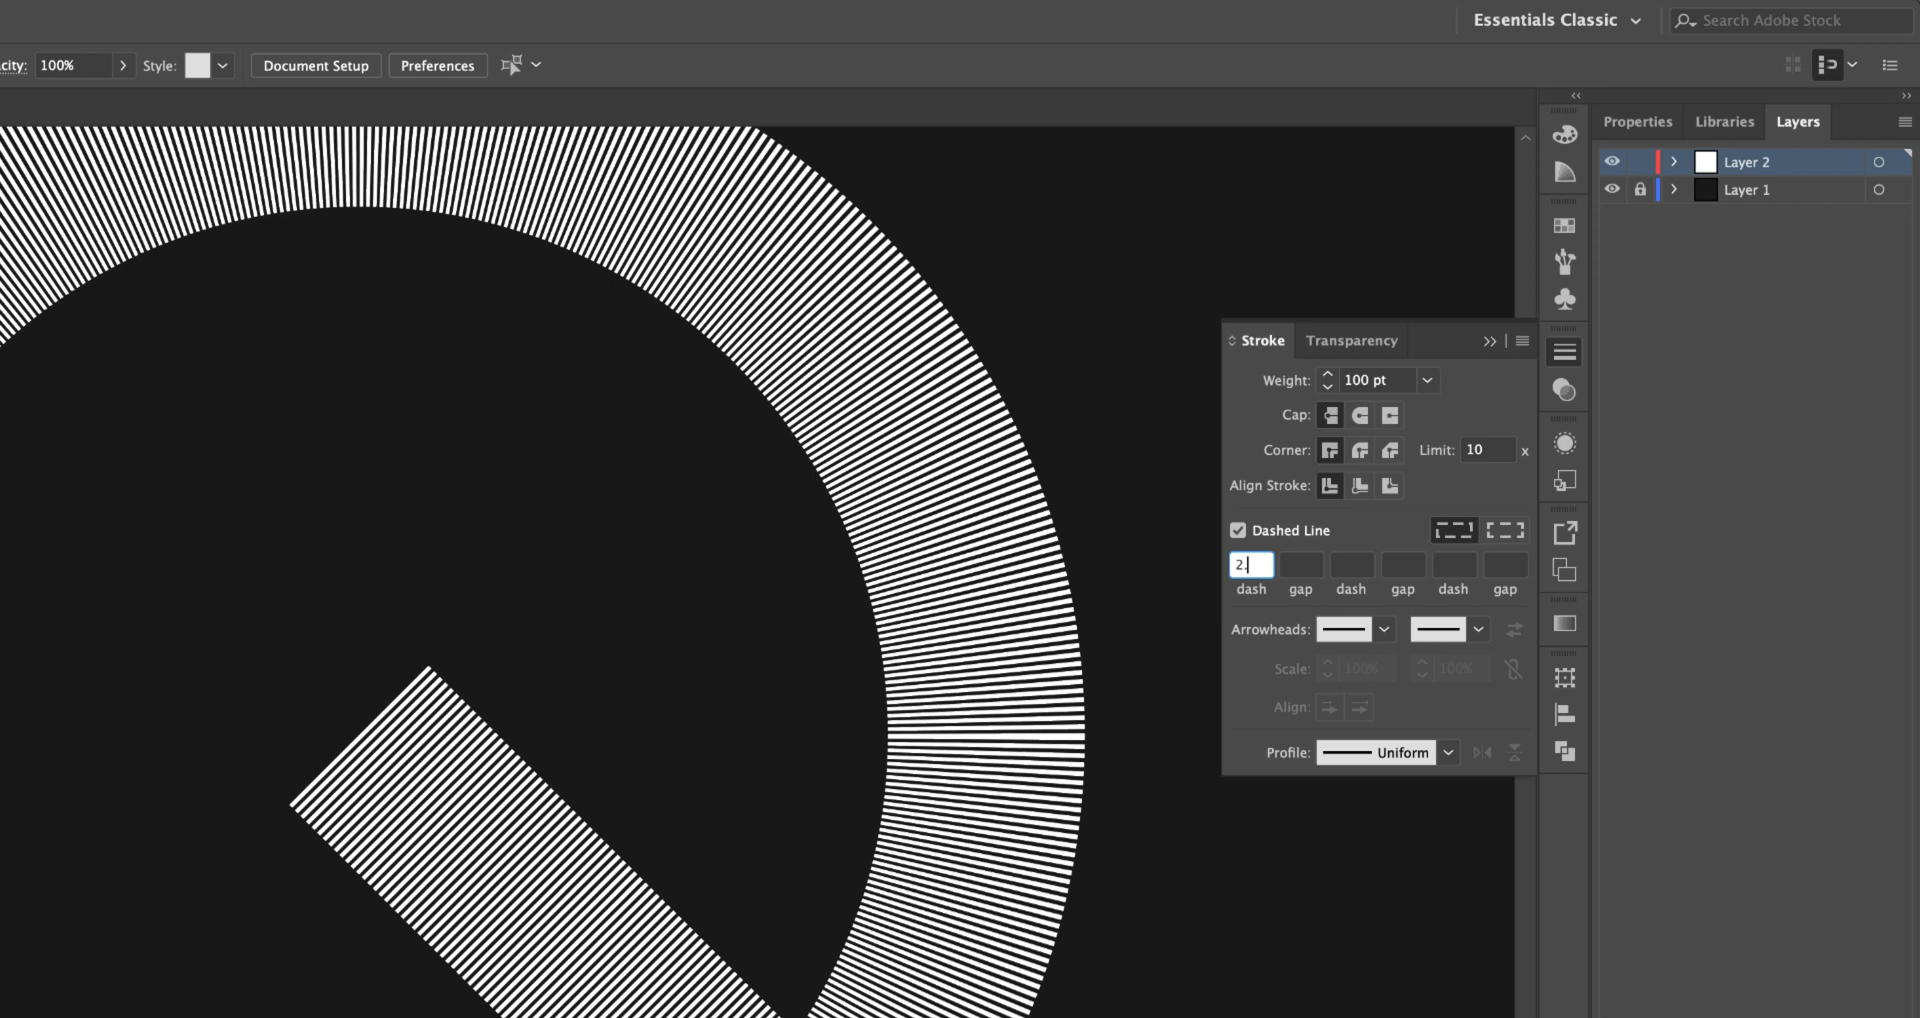 Essentials Classic
Search Adobe Stock
city:
100%
Style:
Document Setup
Preferences
Properties
Libraries
Layers
Layer 2
Layer 1
Stroke
Transparency
Weight:
100 pt
Cap:
Corner:
Limit:
10
x
Align Stroke:
Dashed Line
2.
dash
gap
dash
gap
dash
gap
Arrowheads:
Scale:
100%
100%
Align:
Profile:
Uniform